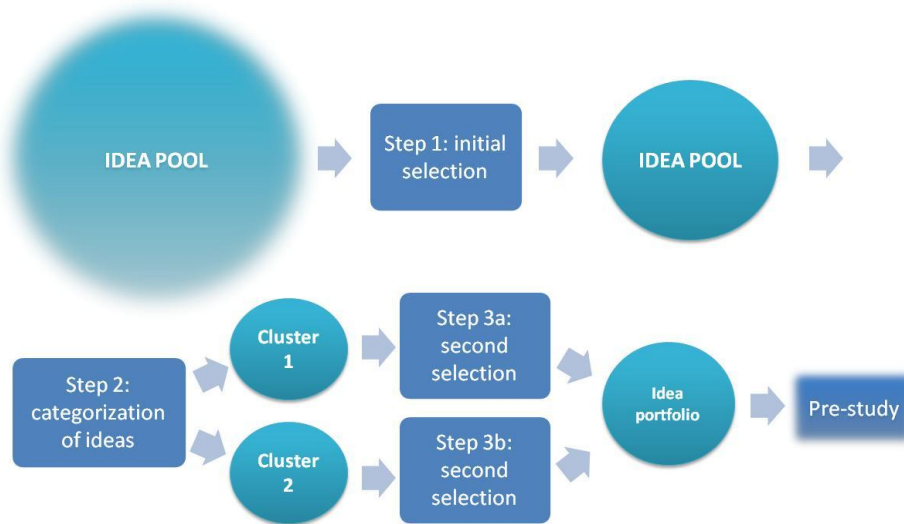 IDEA POOL
Step 1: initial
selection
IDEA POOL
Step 2:
categorization
of ideas
Cluster
1
Cluster
2
Step 3a:
second
selection
Step 3b:
second
selection
Idea
portfolio
Pre-study